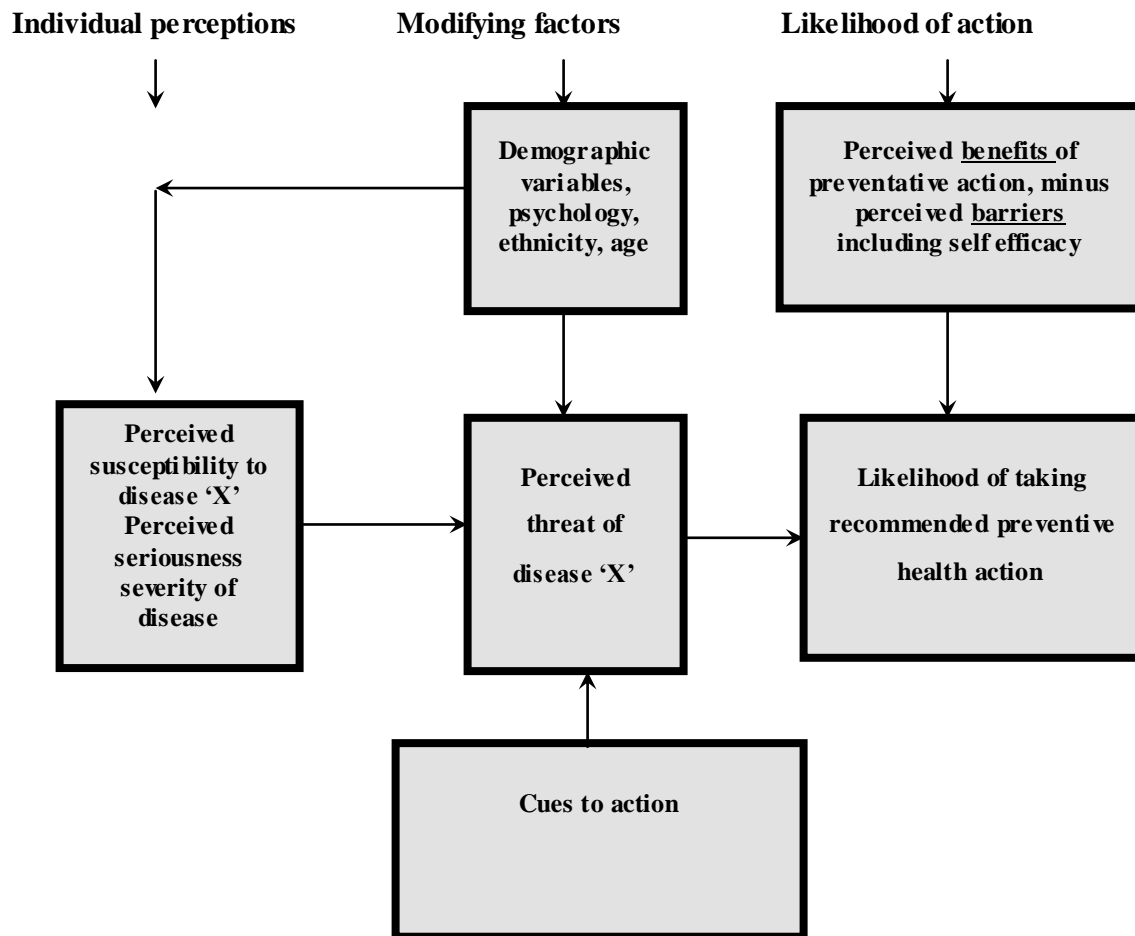 Individual perceptions
Modifying factors
Likelihood of action
Demographic
variables,
psychology,
ethnicity, age
Perceived benefits of
preventative action, minus
perceived barriers
including self efficacy
Perceived
susceptibility to
disease ‘X’
Perceived
seriousness
severity of
disease
Perceived
threat of
disease ‘X’
Likelihood of taking
recommended preventive
health action
Cues to action